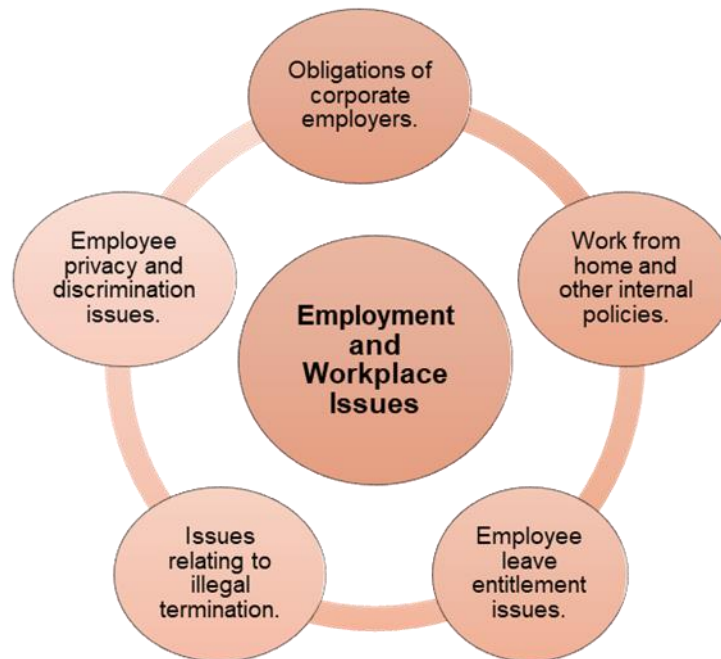 Obligations of
corporate
employers.
Work from
home and
other internal
policies.
Employee
leave
entitlement
issues.
Issues
relating to
illegal
termination.
Employee
privacy and
discrimination
issues.
Employment
and
Workplace
Issues